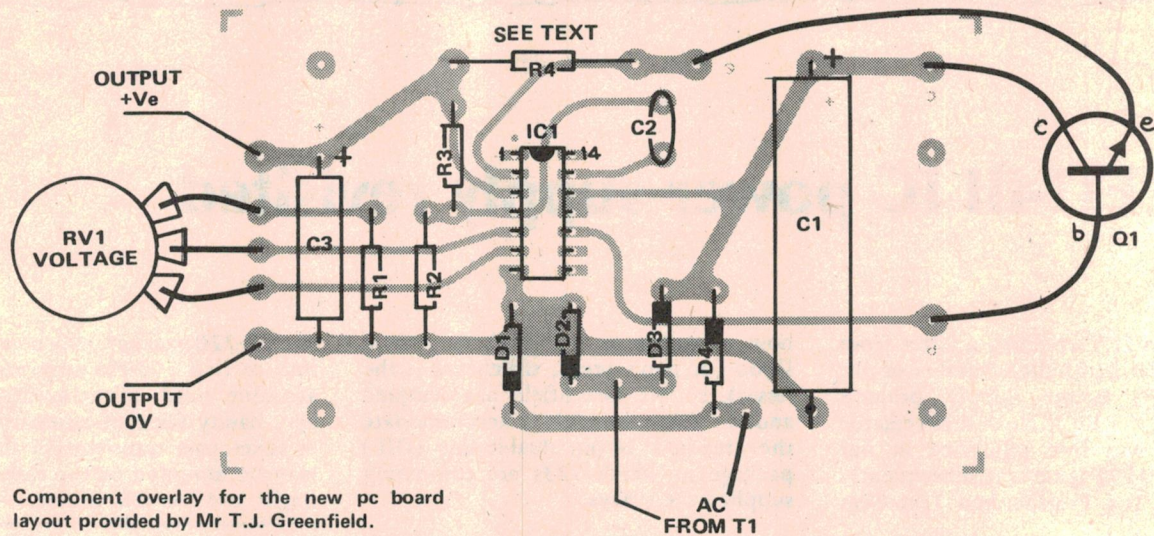 SEE TEXT
R4
OUTPUT
+Ve
+
+
e
+
+
c
c
e
C2
IC1
1
14
R3
RV1
VOLTAGE
C3
R1
R2
C1
b
Q1
D1
D2
D3
D4
b
OUTPUT
0V
AC
FROM T1
Component overlay for the new pc board
layout provided by Mr T.J. Greenfield.